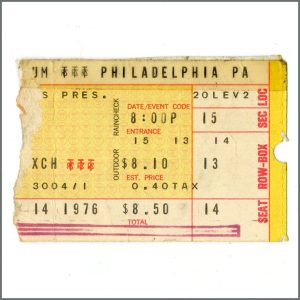 UM *** PHILADELPHIA PA
S PRES. 20LEV2
DATE/EVENT CODE
8:00P 15
ENTRANCE
15 13 14
XCH *** $8.10 13
EST. PRICE
3004/1 0.40TAX
14 1976 $8.50 14
TOTAL
RAINCHECK
OUTDOOR
SEC LOC
ROW-BOX
SEAT